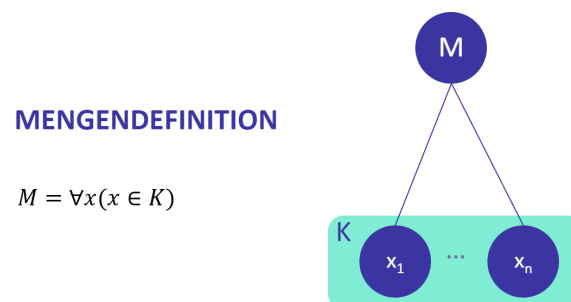 M
MENGENDEFINITION
M = ∀x(x ∈ K)
K
x₁ ... xₙ